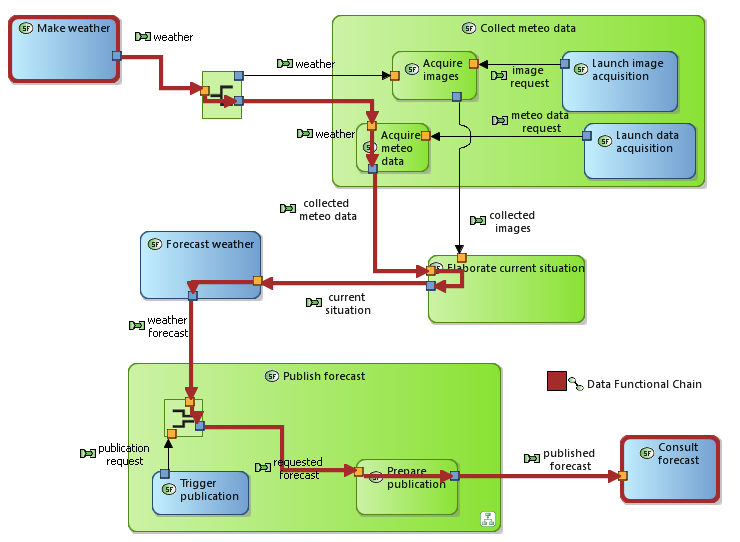 SF Make weather
weather
SF Collect meteo data
weather
SF Acquire
images
image
request
SF Launch image
acquisition
meteo data
request
weather
SF Acquire
meteo
data
SF Launch data
acquisition
collected
meteo data
collected
images
SF Forecast weather
SF Elaborate current situation
current
situation
weather
forecast
SF Publish forecast
Data Functional Chain
publication
request
requested
forecast
SF Prepare
publication
published
forecast
SF Consult
forecast
SF Trigger
publication